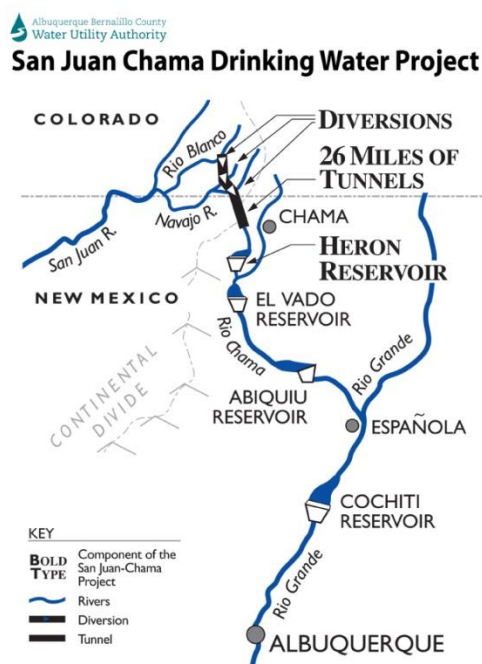 Albuquerque Bernalillo County
Water Utility Authority
San Juan Chama Drinking Water Project
COLORADO
DIVERSIONS
Rio Blanco
26 MILES OF
TUNNELS
Navajo R.
CHAMA
San Juan R.
HERON
RESERVOIR
NEW MEXICO
EL VADO
RESERVOIR
Rio Chama
Rio Grande
CONTINENTAL
DIVIDE
ABIQUIU
RESERVOIR
ESPAÑOLA
COCHITI
RESERVOIR
KEY
BOLD
TYPE
Component of the
San Juan-Chama
Project
Rivers
Diversion
Tunnel
Rio Grande
ALBUQUERQUE